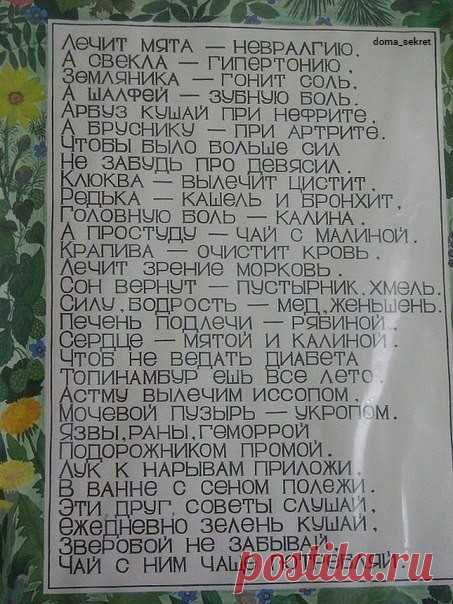 doma_sekret
Лечит мята — невралгию.
А свекла — гипертонию.
Земляника — гонит соль.
А шалфей — зубную боль.
Арбуз кушай при нефрите,
А бруснику — при артрите.
Чтобы было больше сил
Не забудь про девясил.
Клюква — вылечит цистит,
Редька — кашель и бронхит,
Головную боль — калина.
А простуду — чай с малиной.
Крапива — очистит кровь.
Лечит зрение морковь.
Сон вернут — пустырник, хмель.
Силу, бодрость — мед, женьшень.
Печень подлечи — рябиной.
Сердце — мятой и калиной.
Чтоб не ведать диабета
Топинамбур ешь все лето.
Астму вылечим иссопом,
Мочевой пузырь — укропом.
Язвы, раны, геморрой
Подорожником промой.
Лук к нарывам приложи.
В ванне с сеном полежи.
Эти друг, советы слушай,
Ежедневно зелень кушай,
Зверобой не забывай
Чай с ним чаще потребляй.
postila.ru